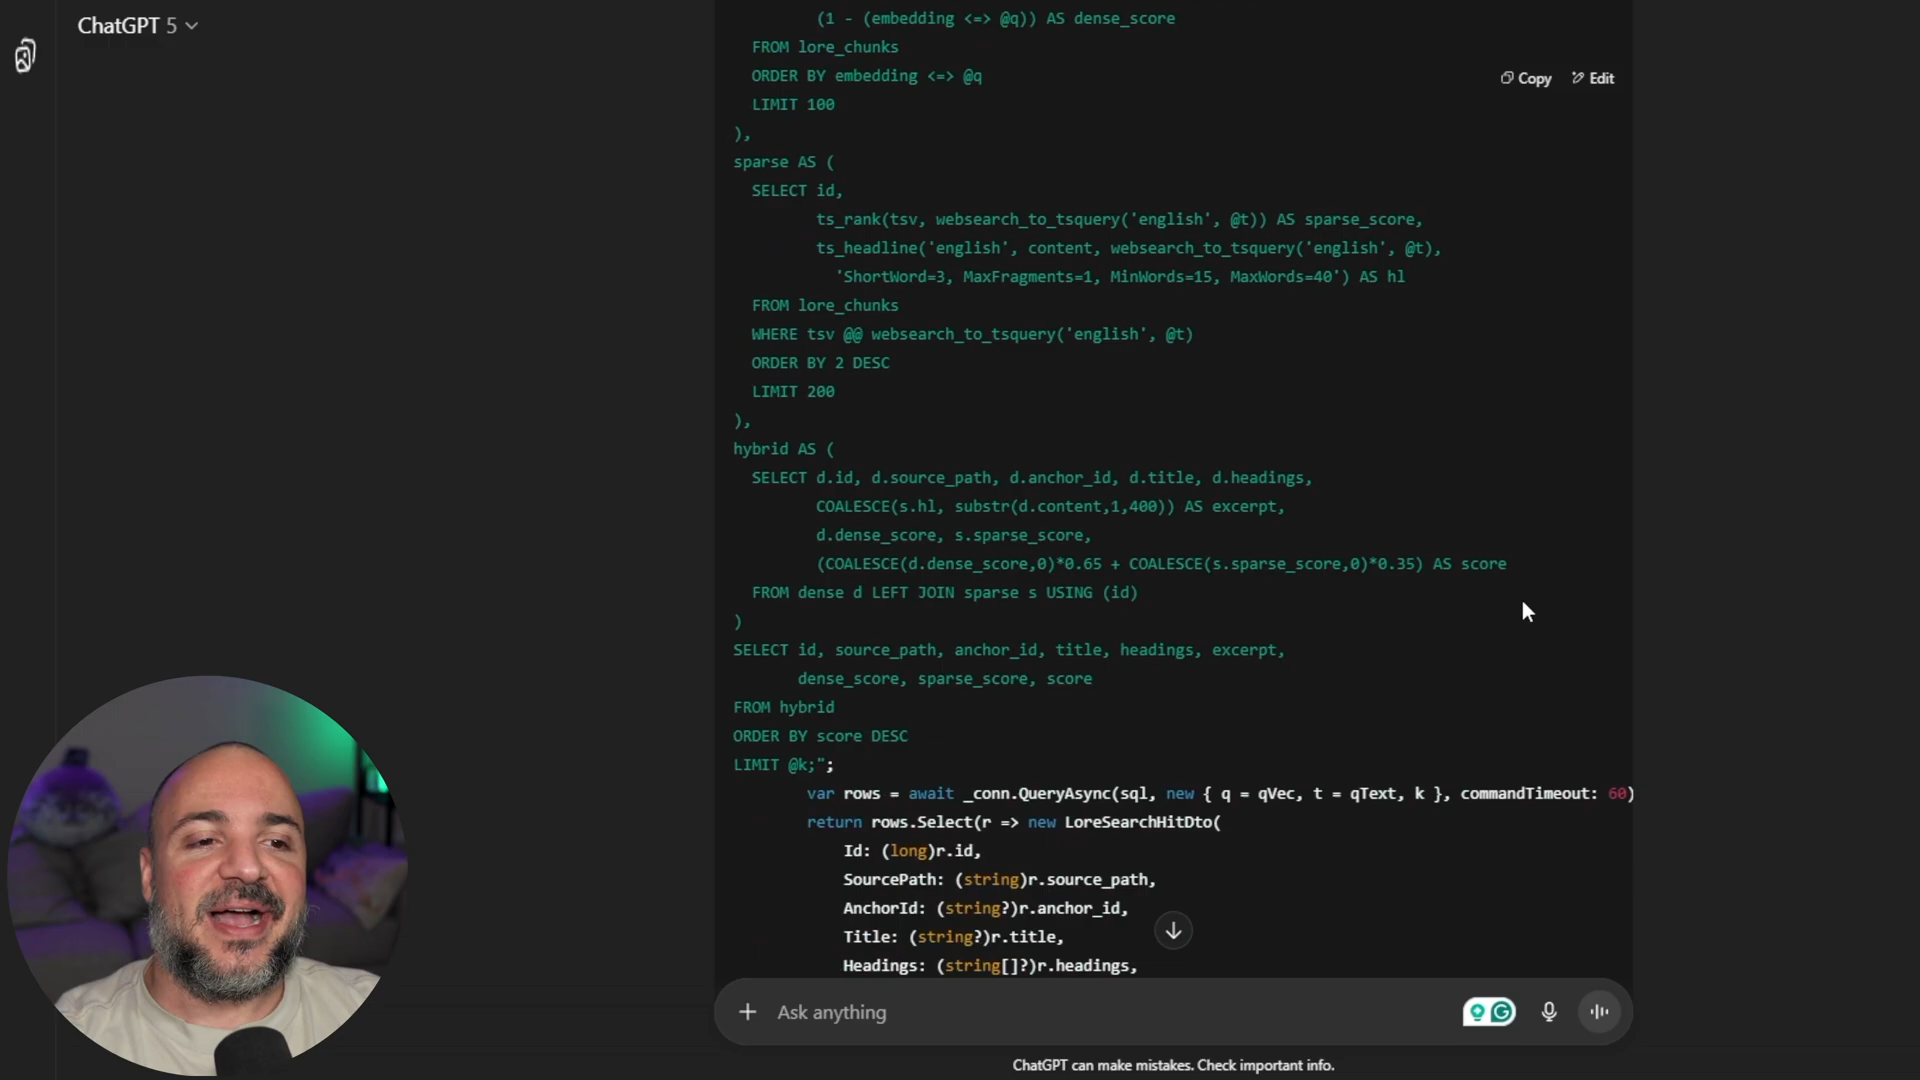 ChatGPT 5
(1 - (embedding <=> @q)) AS dense_score
FROM lore_chunks
ORDER BY embedding <=> @q
Copy Edit
LIMIT 100
),
sparse AS (
SELECT id,
ts_rank(tsv, websearch_to_tsquery('english', @t)) AS sparse_score,
ts_headline('english', content, websearch_to_tsquery('english', @t),
'ShortWord=3, MaxFragments=1, MinWords=15, MaxWords=40') AS hl
FROM lore_chunks
WHERE tsv @@ websearch_to_tsquery('english', @t)
ORDER BY 2 DESC
LIMIT 200
),
hybrid AS (
SELECT d.id, d.source_path, d.anchor_id, d.title, d.headings,
COALESCE(s.hl, substr(d.content,1,400)) AS excerpt,
d.dense_score, s.sparse_score,
(COALESCE(d.dense_score,0)*0.65 + COALESCE(s.sparse_score,0)*0.35) AS score
FROM dense d LEFT JOIN sparse s USING (id)
)
SELECT id, source_path, anchor_id, title, headings, excerpt,
dense_score, sparse_score, score
FROM hybrid
ORDER BY score DESC
LIMIT @k;";
var rows = await _conn.QueryAsync(sql, new { q = qVec, t = qText, k }, commandTimeout: 60)
return rows.Select(r => new LoreSearchHitDto(
Id: (long)r.id,
SourcePath: (string)r.source_path,
AnchorId: (string?)r.anchor_id,
Title: (string?)r.title,
Headings: (string[]?)r.headings,
Ask anything
ChatGPT can make mistakes. Check important info.